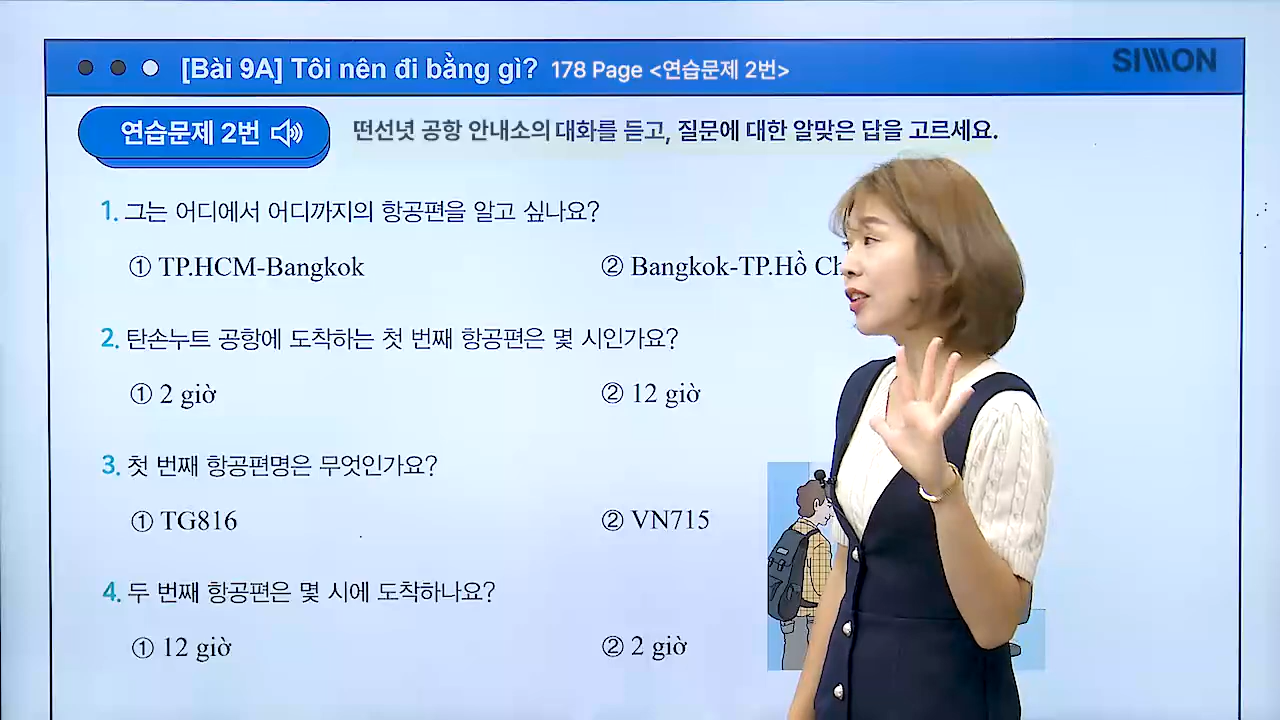 [Bài 9A] Tôi nên đi bằng gì? 178 Page <연습문제 2번>
SIWON
연습문제 2번
떤선녓 공항 안내소의 대화를 듣고, 질문에 대한 알맞은 답을 고르세요.
1. 그는 어디에서 어디까지의 항공편을 알고 싶나요?
① TP.HCM-Bangkok
② Bangkok-TP.Hồ Ch
2. 탄손누트 공항에 도착하는 첫 번째 항공편은 몇 시인가요?
① 2 giờ
② 12 giờ
3. 첫 번째 항공편명은 무엇인가요?
① TG816
② VN715
4. 두 번째 항공편은 몇 시에 도착하나요?
① 12 giờ
② 2 giờ